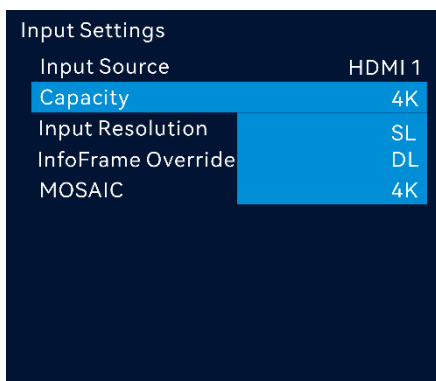 Input Settings
Input Source HDMI 1
Capacity 4K
Input Resolution SL
InfoFrame Override DL
MOSAIC 4K